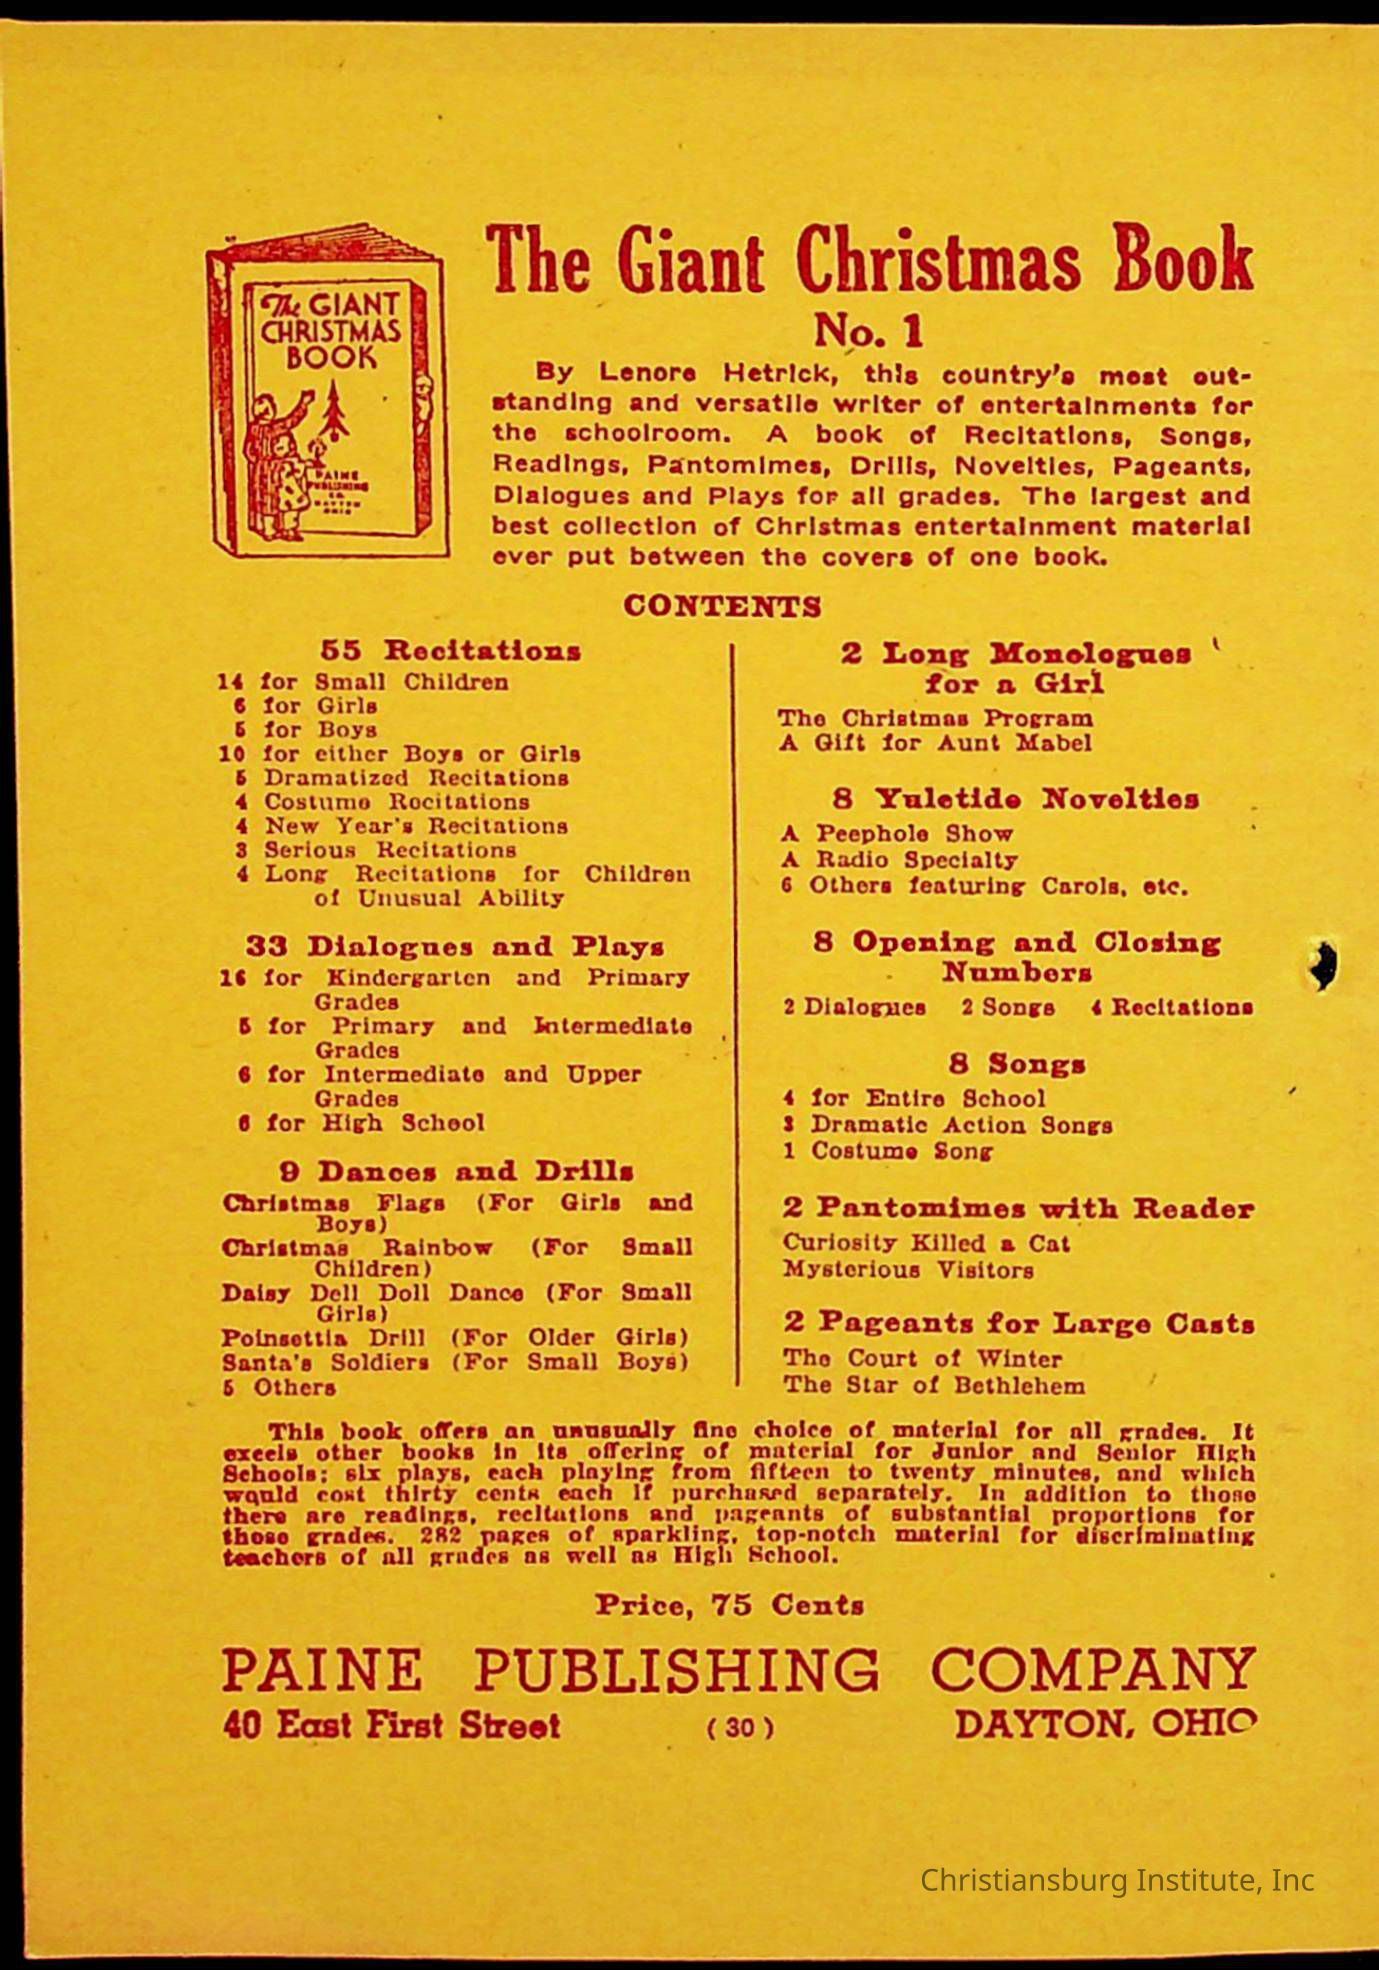 The GIANT
CHRISTMAS
BOOK
PAINE
PUBLISHING
CO.
DAYTON
OHIO
The Giant Christmas Book
No. 1
By Lenore Hetrick, this country's most out-
standing and versatile writer of entertainments for
the schoolroom. A book of Recitations, Songs,
Readings, Pantomimes, Drills, Novelties, Pageants,
Dialogues and Plays for all grades. The largest and
best collection of Christmas entertainment material
ever put between the covers of one book.
CONTENTS
55 Recitations
14 for Small Children
6 for Girls
5 for Boys
10 for either Boys or Girls
5 Dramatized Recitations
4 Costume Recitations
4 New Year's Recitations
3 Serious Recitations
4 Long Recitations for Children
of Unusual Ability
33 Dialogues and Plays
16 for Kindergarten and Primary
Grades
5 for Primary and Intermediate
Grades
6 for Intermediate and Upper
Grades
6 for High School
9 Dances and Drills
Christmas Flags (For Girls and
Boys)
Christmas Rainbow (For Small
Children)
Daisy Dell Doll Dance (For Small
Girls)
Poinsettia Drill (For Older Girls)
Santa's Soldiers (For Small Boys)
5 Others
2 Long Monologues
for a Girl
The Christmas Program
A Gift for Aunt Mabel
8 Yuletide Novelties
A Peephole Show
A Radio Specialty
6 Others featuring Carols, etc.
8 Opening and Closing
Numbers
2 Dialogues 2 Songs 4 Recitations
8 Songs
4 for Entire School
3 Dramatic Action Songs
1 Costume Song
2 Pantomimes with Reader
Curiosity Killed a Cat
Mysterious Visitors
2 Pageants for Large Casts
The Court of Winter
The Star of Bethlehem
This book offers an unusually fine choice of material for all grades. It
excels other books in its offering of material for Junior and Senior High
Schools; six plays, each playing from fifteen to twenty minutes, and which
would cost thirty cents each if purchased separately. In addition to those
there are readings, recitations and pageants of substantial proportions for
those grades. 282 pages of sparkling, top-notch material for discriminating
teachers of all grades as well as High School.
Price, 75 Cents
PAINE PUBLISHING COMPANY
40 East First Street (30) DAYTON, OHIO
Christiansburg Institute, Inc